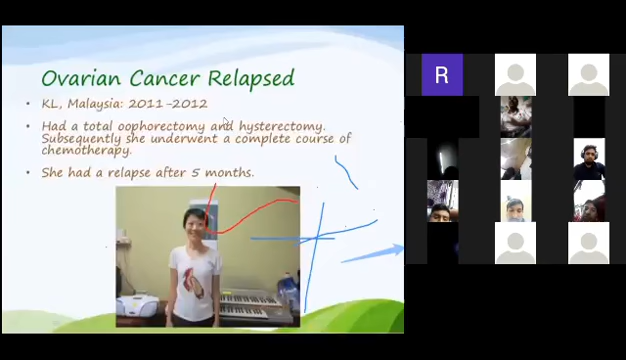 Ovarian Cancer Relapsed
• KL, Malaysia: 2011-2012
• Had a total oophorectomy and hysterectomy.
Subsequently she underwent a complete course of
chemotherapy.
• She had a relapse after 5 months.
R